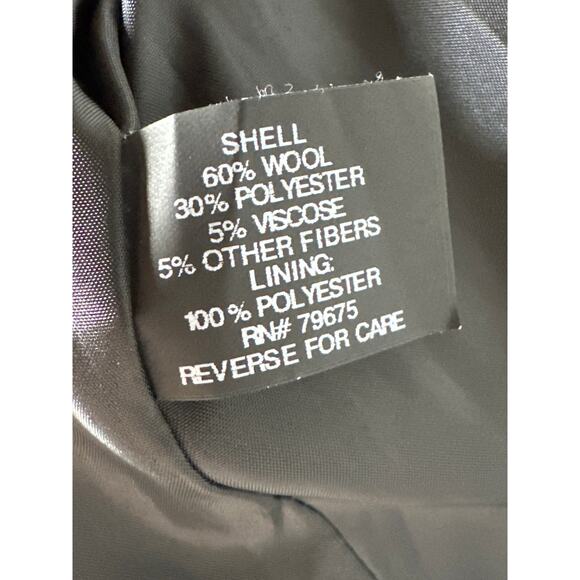 SHELL
60% WOOL
30% POLYESTER
5% VISCOSE
5% OTHER FIBERS
LINING:
100% POLYESTER
RN# 79675
REVERSE FOR CARE